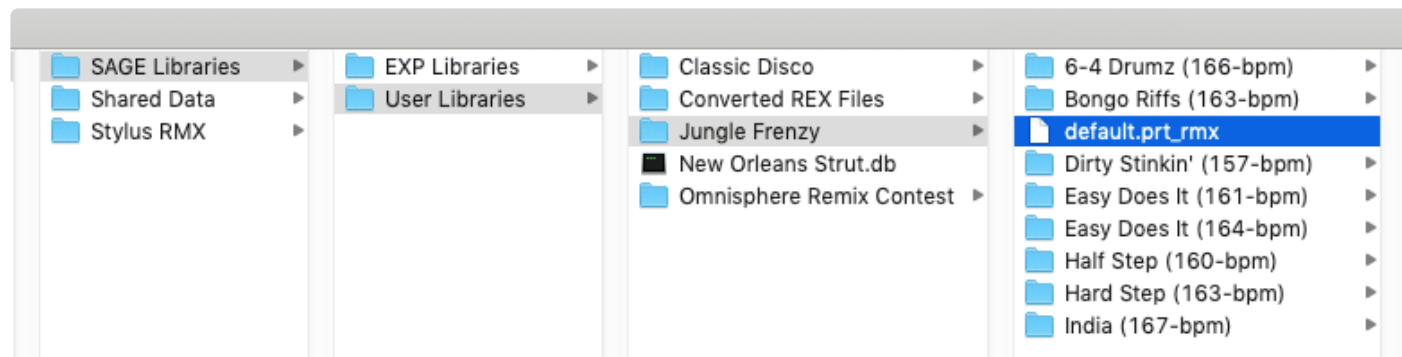 SAGE Libraries
Shared Data
Stylus RMX
EXP Libraries
User Libraries
Classic Disco
Converted REX Files
Jungle Frenzy
New Orleans Strut.db
Omnisphere Remix Contest
6-4 Drumz (166-bpm)
Bongo Riffs (163-bpm)
default.prt_rmx
Dirty Stinkin' (157-bpm)
Easy Does It (161-bpm)
Easy Does It (164-bpm)
Half Step (160-bpm)
Hard Step (163-bpm)
India (167-bpm)